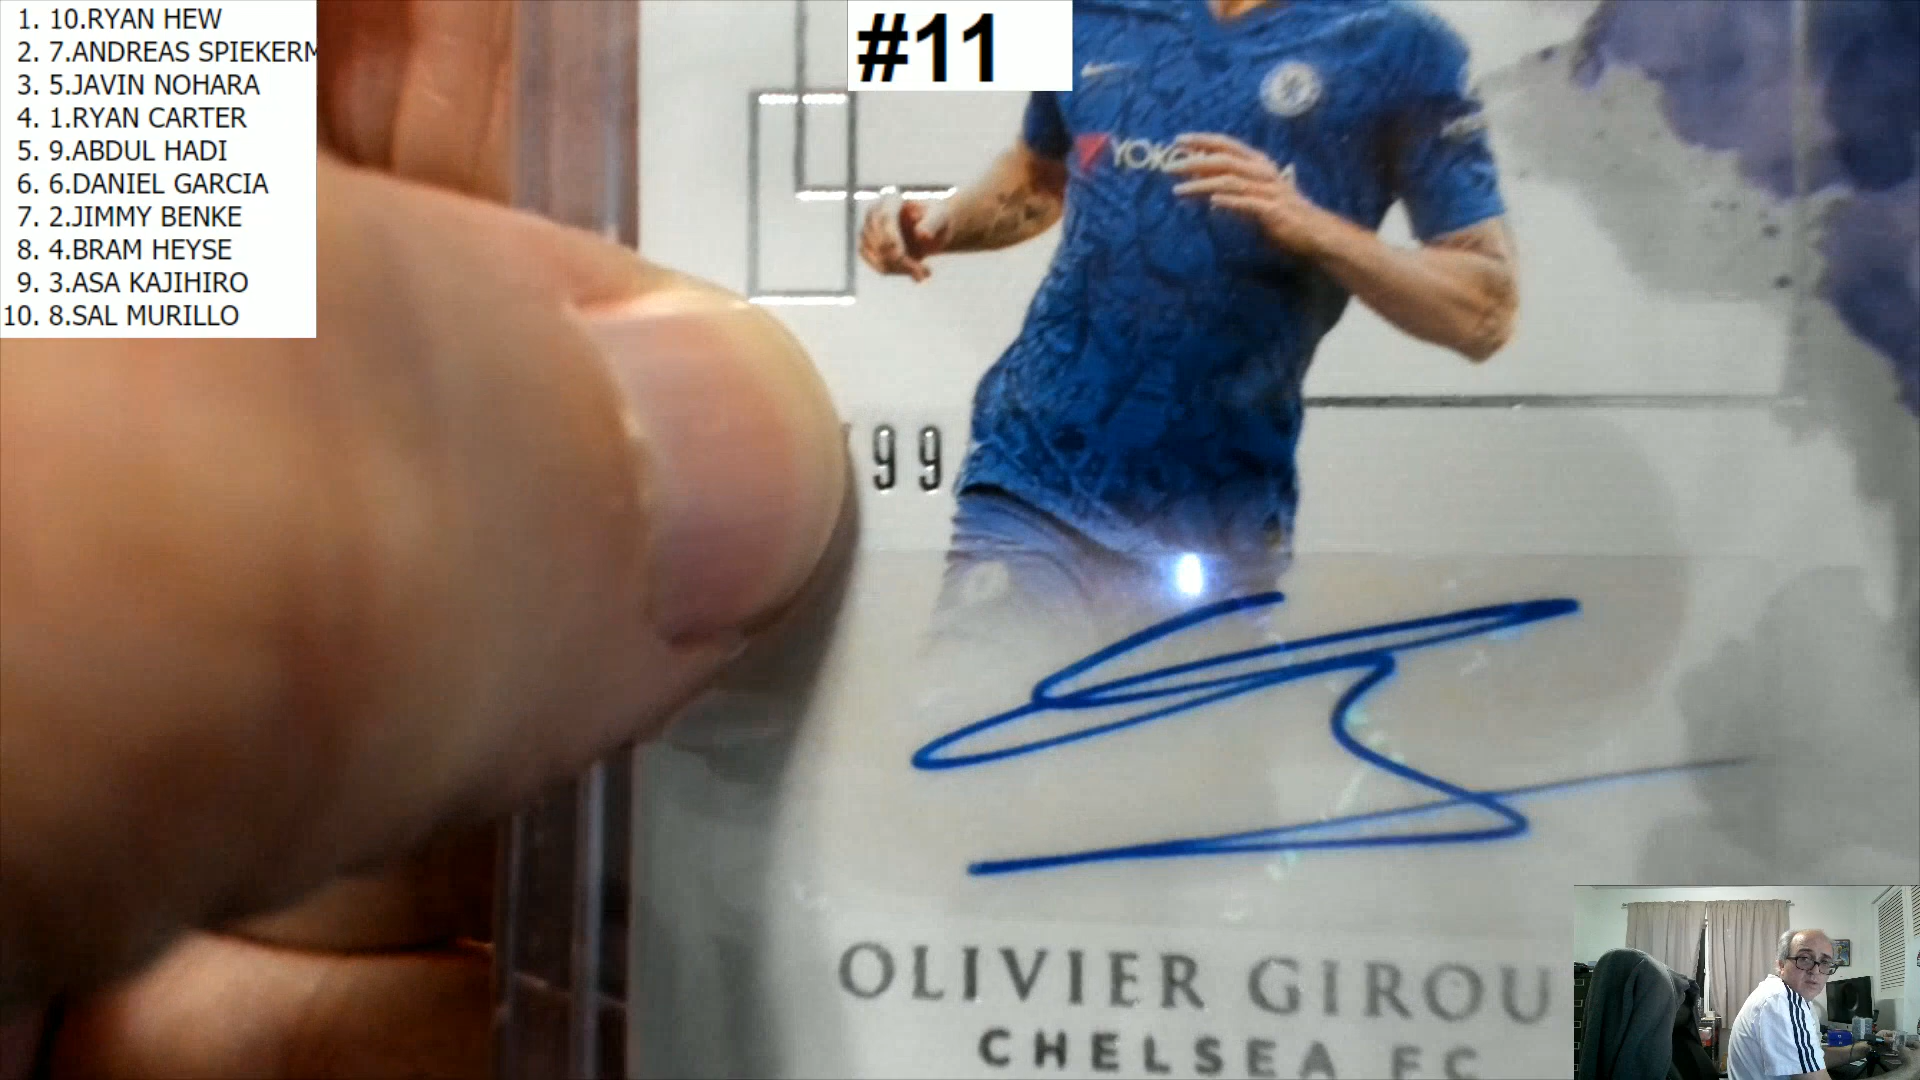 1. 10.RYAN HEW
2. 7.ANDREAS SPIEKERM
3. 5.JAVIN NOHARA
4. 1.RYAN CARTER
5. 9.ABDUL HADI
6. 6.DANIEL GARCIA
7. 2.JIMMY BENKE
8. 4.BRAM HEYSE
9. 3.ASA KAJIHIRO
10. 8.SAL MURILLO
#11
99
OLIVIER GIROU
CHELSEA FC